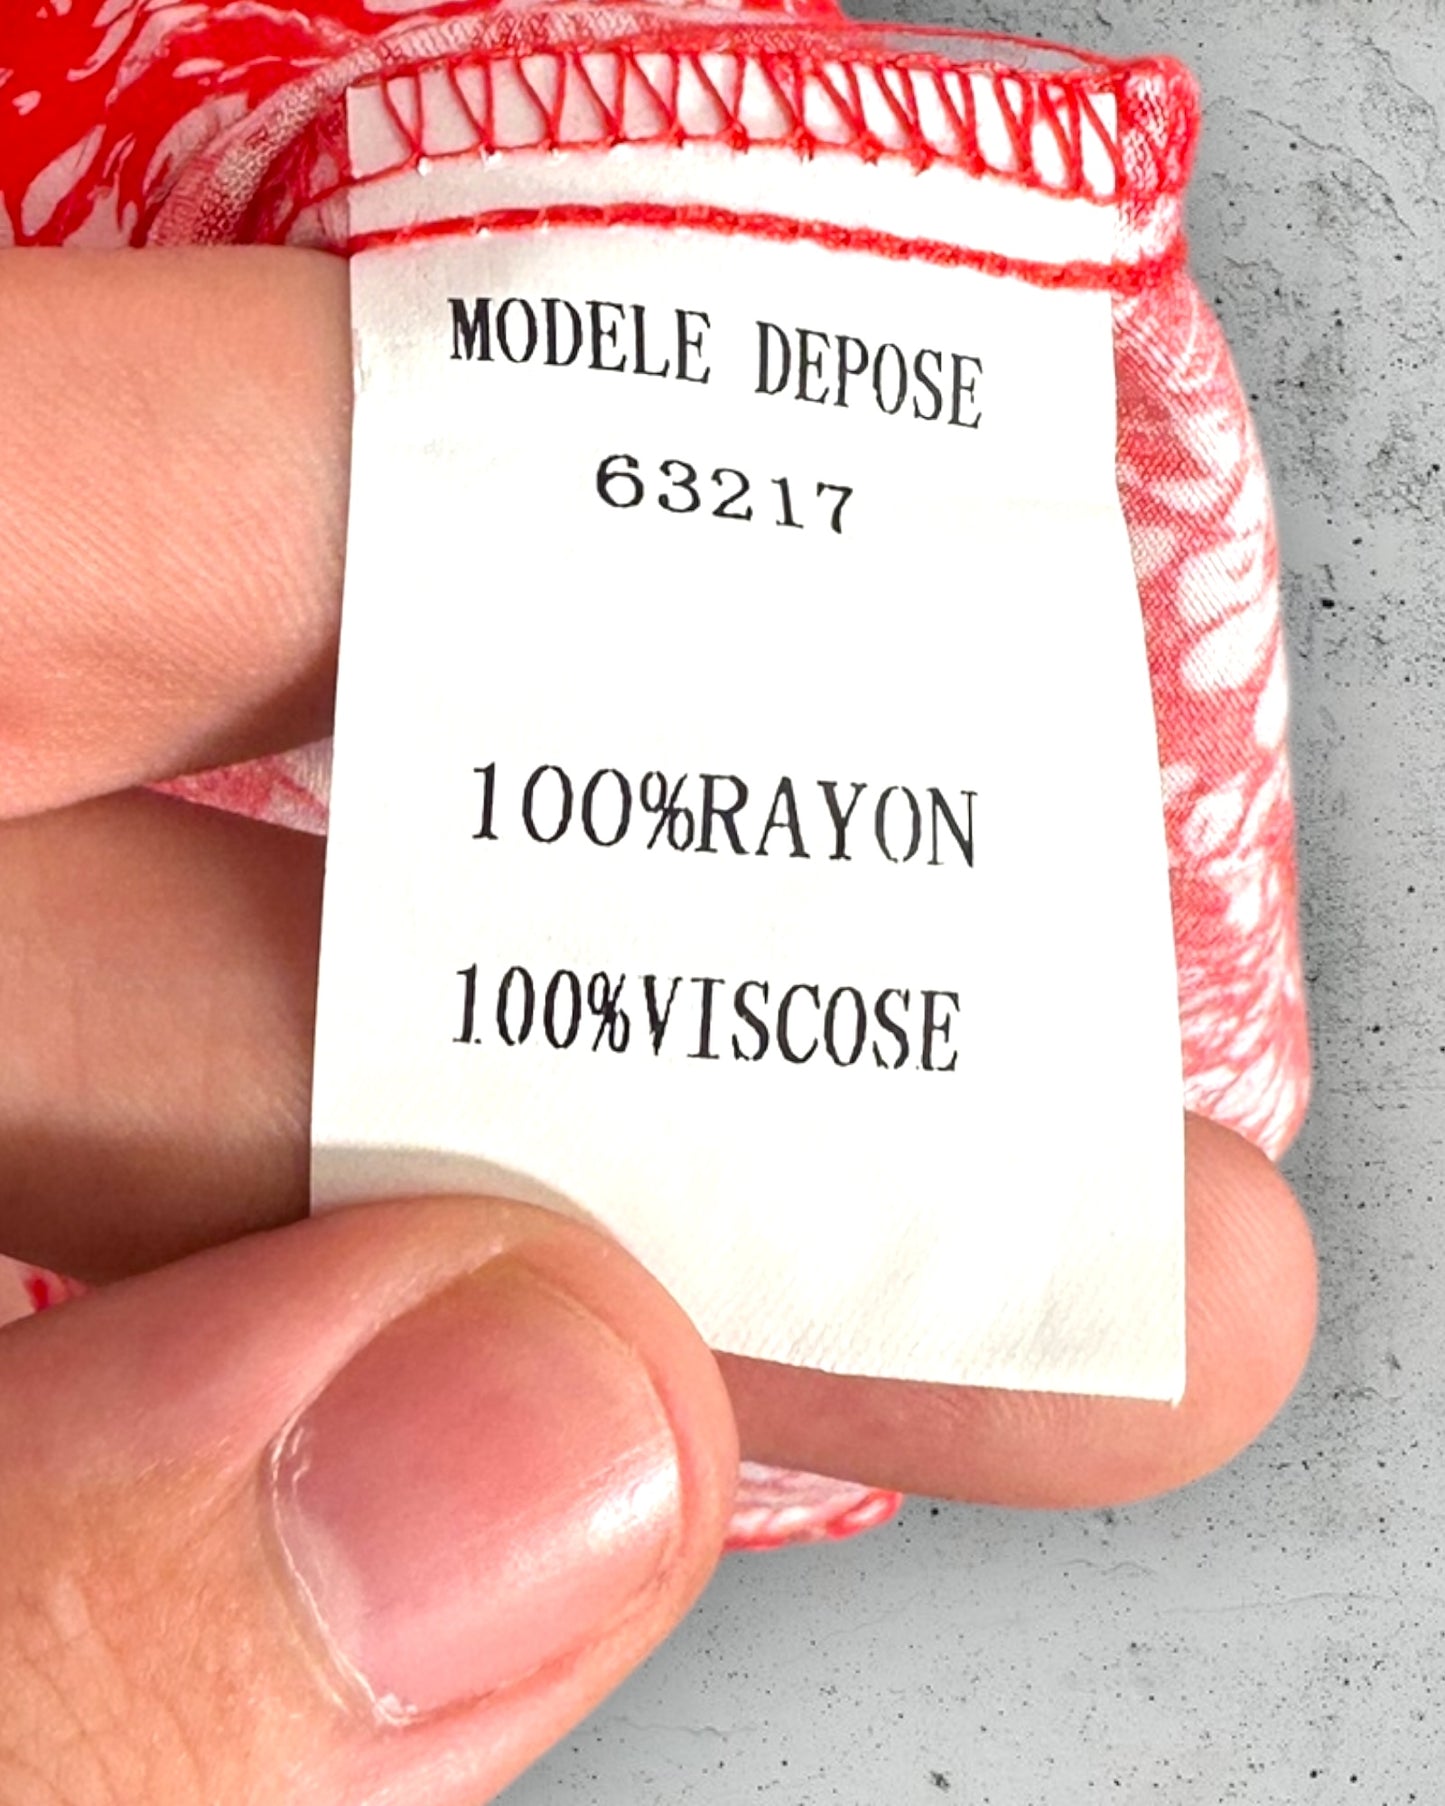 MODELE DEPOSE
63217
100%RAYON
100%VISCOSE